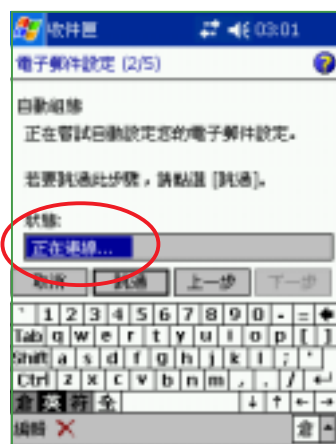 收件匣 03:01
電子郵件設定 (2/5)
自動組態
正在嘗試自動設定您的電子郵件設定。
若要跳過此步驟，請點選 [跳過]。
狀態:
正在連線...
取消 跳過 上一步 下一步
` 1 2 3 4 5 6 7 8 9 0 - =
Tab q w e r t y u i o p [ ]
Shift a s d f g h j k l ; '
Ctrl z x c v b n m , . /
倉 英 符 全
編輯 倉